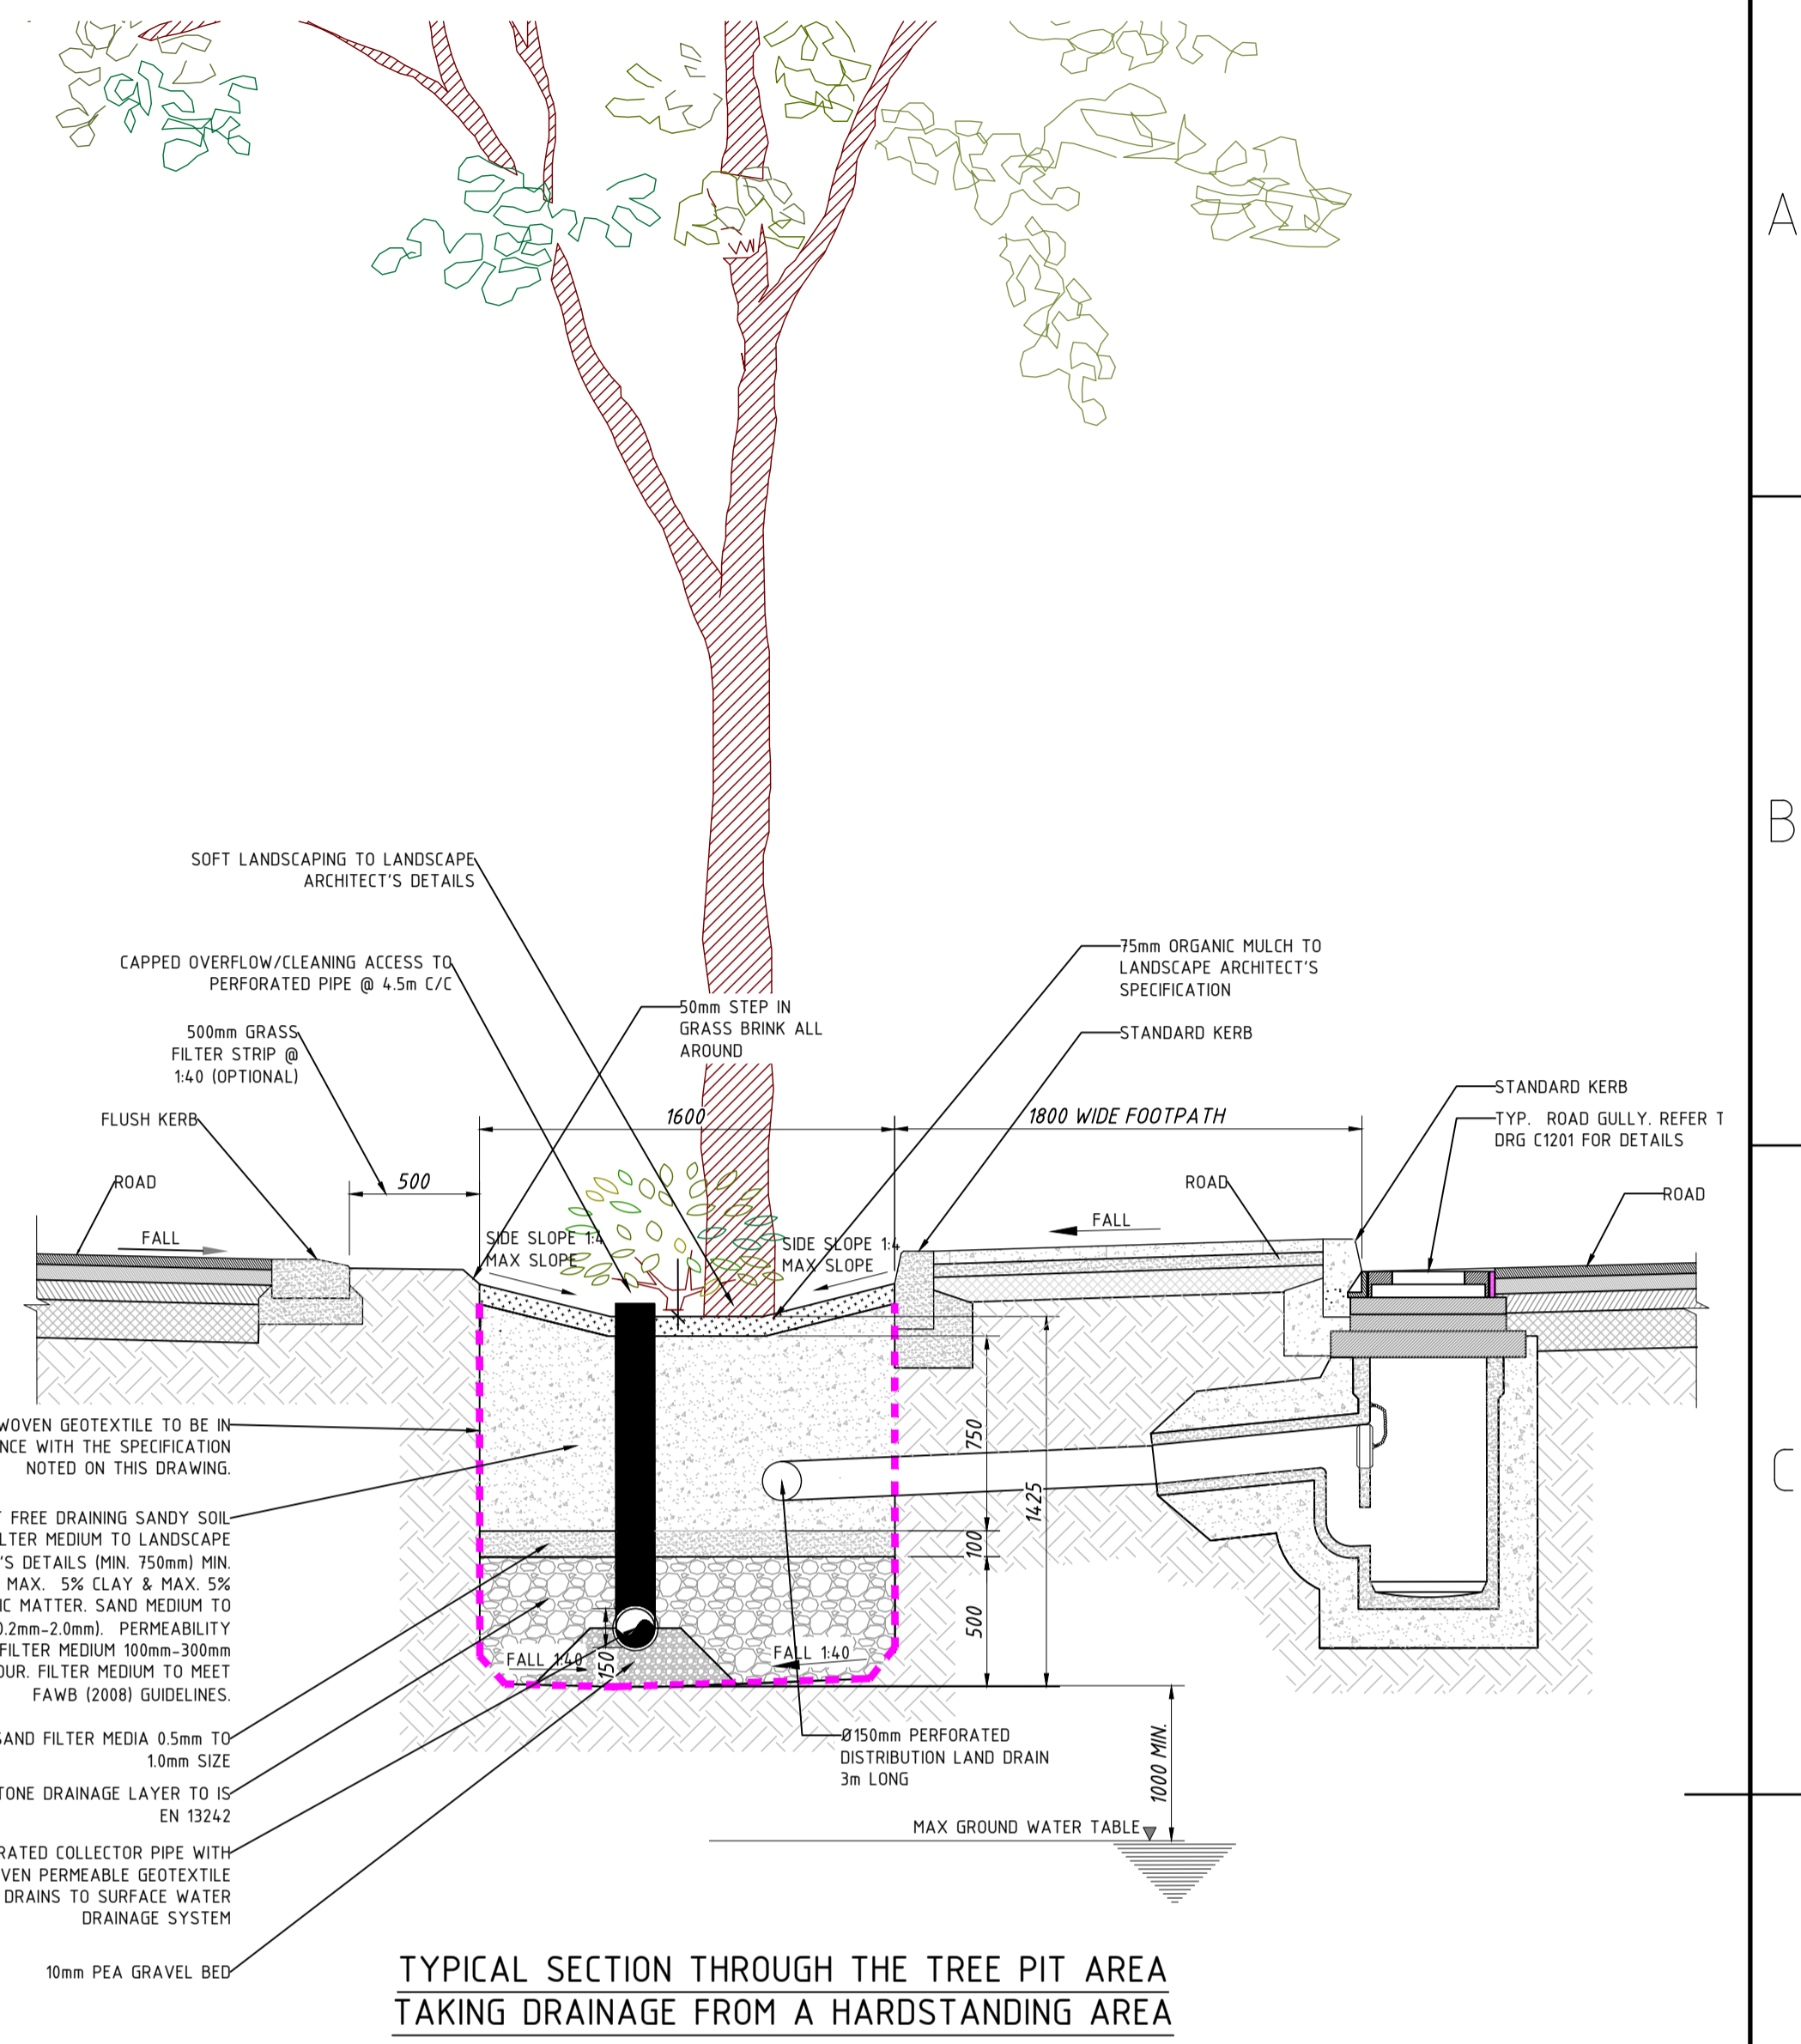 A
B
C
SOFT LANDSCAPING TO LANDSCAPE
ARCHITECT'S DETAILS
CAPPED OVERFLOW/CLEANING ACCESS TO
PERFORATED PIPE @ 4.5m C/C
500mm GRASS
FILTER STRIP @
1:40 (OPTIONAL)
FLUSH KERB
ROAD
FALL
500
50mm STEP IN
GRASS BRINK ALL
AROUND
75mm ORGANIC MULCH TO
LANDSCAPE ARCHITECT'S
SPECIFICATION
STANDARD KERB
STANDARD KERB
TYP. ROAD GULLY. REFER T
DRG C1201 FOR DETAILS
1600
1800 WIDE FOOTPATH
ROAD
FALL
ROAD
SIDE SLOPE 1:4
MAX SLOPE
SIDE SLOPE 1:4
MAX SLOPE
WOVEN GEOTEXTILE TO BE IN
NCE WITH THE SPECIFICATION
NOTED ON THIS DRAWING.
FREE DRAINING SANDY SOIL
LTER MEDIUM TO LANDSCAPE
'S DETAILS (MIN. 750mm) MIN.
MAX. 5% CLAY & MAX. 5%
IC MATTER. SAND MEDIUM TO
0.2mm-2.0mm). PERMEABILITY
FILTER MEDIUM 100mm-300mm
OUR. FILTER MEDIUM TO MEET
FAWB (2008) GUIDELINES.
SAND FILTER MEDIA 0.5mm TO
1.0mm SIZE
TONE DRAINAGE LAYER TO IS
EN 13242
RATED COLLECTOR PIPE WITH
VEN PERMEABLE GEOTEXTILE
DRAINS TO SURFACE WATER
DRAINAGE SYSTEM
10mm PEA GRAVEL BED
750
100
500
1425
150
FALL 1:40
FALL 1:40
Ø150mm PERFORATED
DISTRIBUTION LAND DRAIN
3m LONG
1000 MIN.
MAX GROUND WATER TABLE
TYPICAL SECTION THROUGH THE TREE PIT AREA
TAKING DRAINAGE FROM A HARDSTANDING AREA